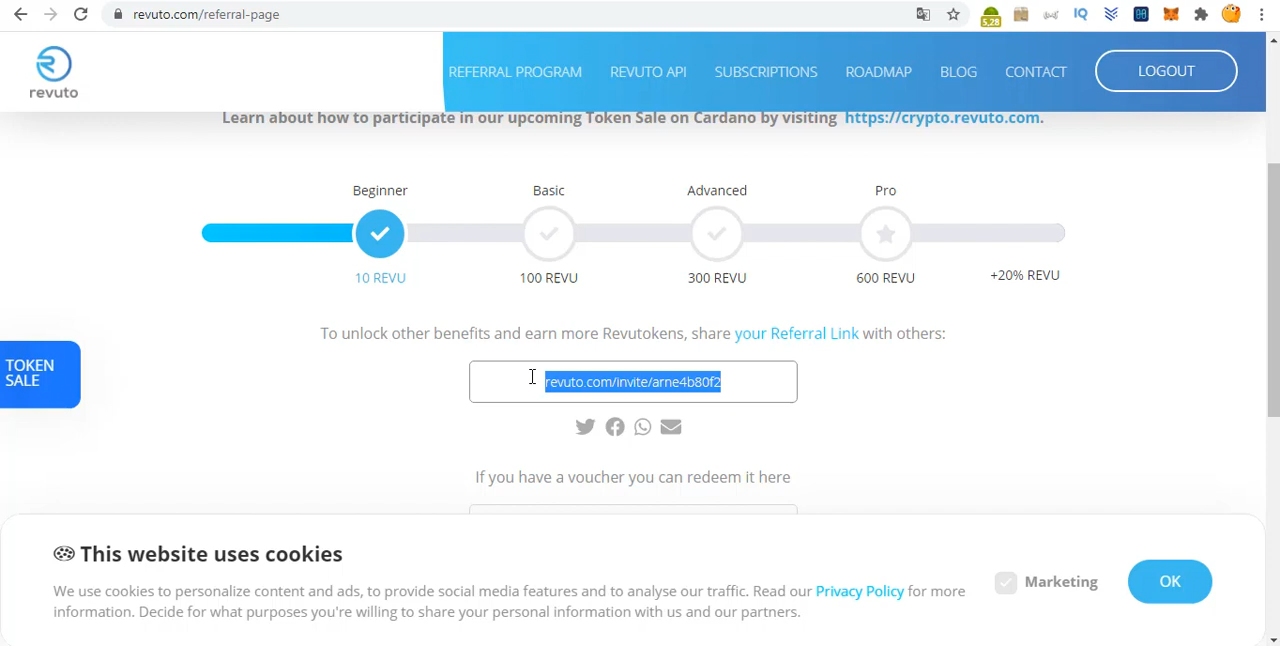 revuto.com/referral-page
5,28
IQ
revuto
REFERRAL PROGRAM
REVUTO API
SUBSCRIPTIONS
ROADMAP
BLOG
CONTACT
LOGOUT
Learn about how to participate in our upcoming Token Sale on Cardano by visiting https://crypto.revuto.com.
Beginner
Basic
Advanced
Pro
10 REVU
100 REVU
300 REVU
600 REVU
+20% REVU
To unlock other benefits and earn more Revutokens, share your Referral Link with others:
TOKEN
SALE
revuto.com/invite/arne4b80f2
If you have a voucher you can redeem it here
This website uses cookies
We use cookies to personalize content and ads, to provide social media features and to analyse our traffic. Read our Privacy Policy for more
information. Decide for what purposes you're willing to share your personal information with us and our partners.
Marketing
OK